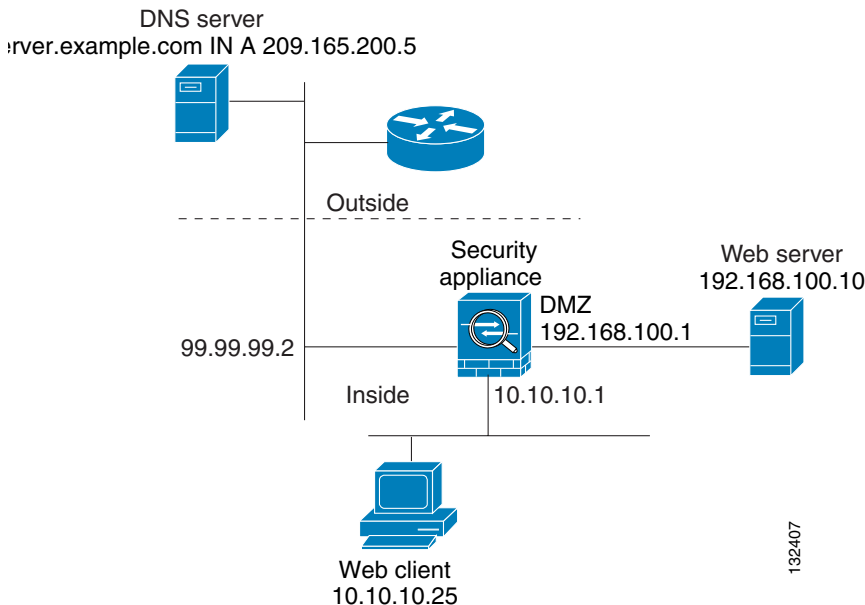 DNS server
erver.example.com IN A 209.165.200.5
Outside
Security
appliance
Web server
192.168.100.10
DMZ
192.168.100.1
99.99.99.2
Inside
10.10.10.1
Web client
10.10.10.25
132407